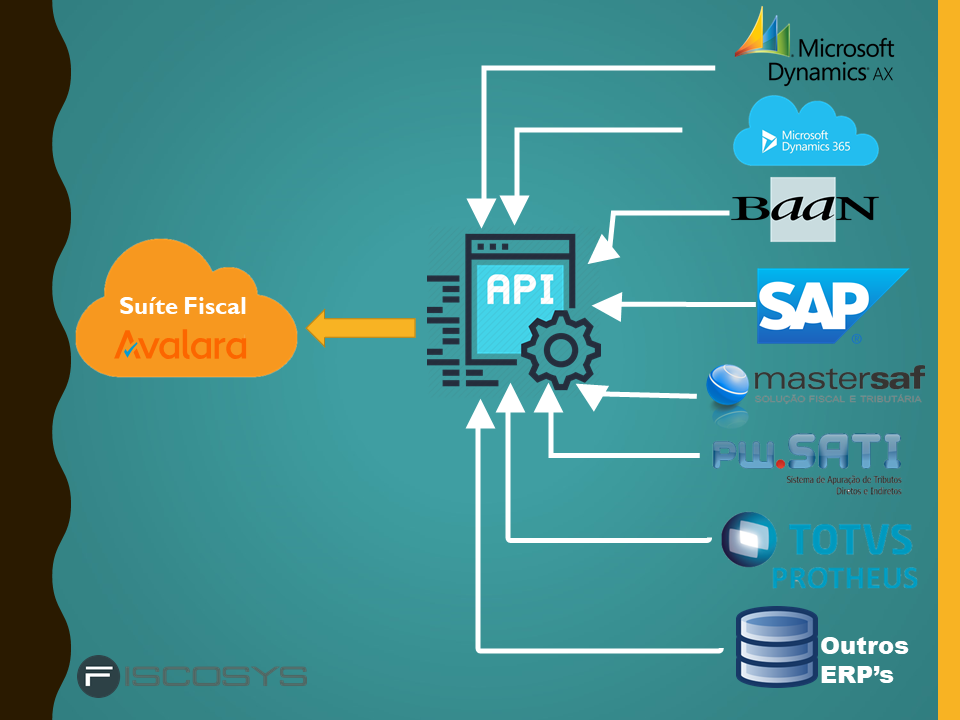 Microsoft
Dynamics AX
Microsoft
Dynamics 365
BaaN
API
Suíte Fiscal
Avalara
SAP®
mastersaf
SOLUÇÃO FISCAL E TRIBUTÁRIA
PW.SATI
Sistema de Apuração de Tributos
Diretos e Indiretos
TOTVS
PROTHEUS
Outros
ERP’s
FISCOSYS